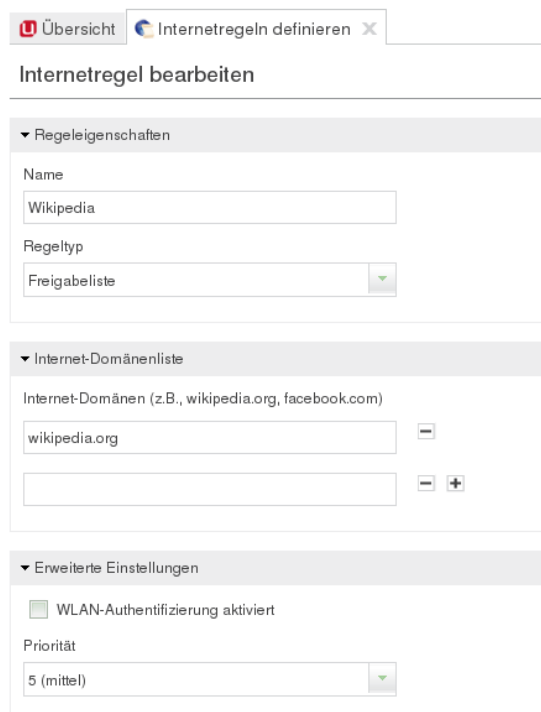 Übersicht Internetregeln definieren
Internetregel bearbeiten
Regeleigenschaften
Name
Wikipedia
Regeltyp
Freigabeliste
Internet-Domänenliste
Internet-Domänen (z.B., wikipedia.org, facebook.com)
wikipedia.org
Erweiterte Einstellungen
WLAN-Authentifizierung aktiviert
Priorität
5 (mittel)